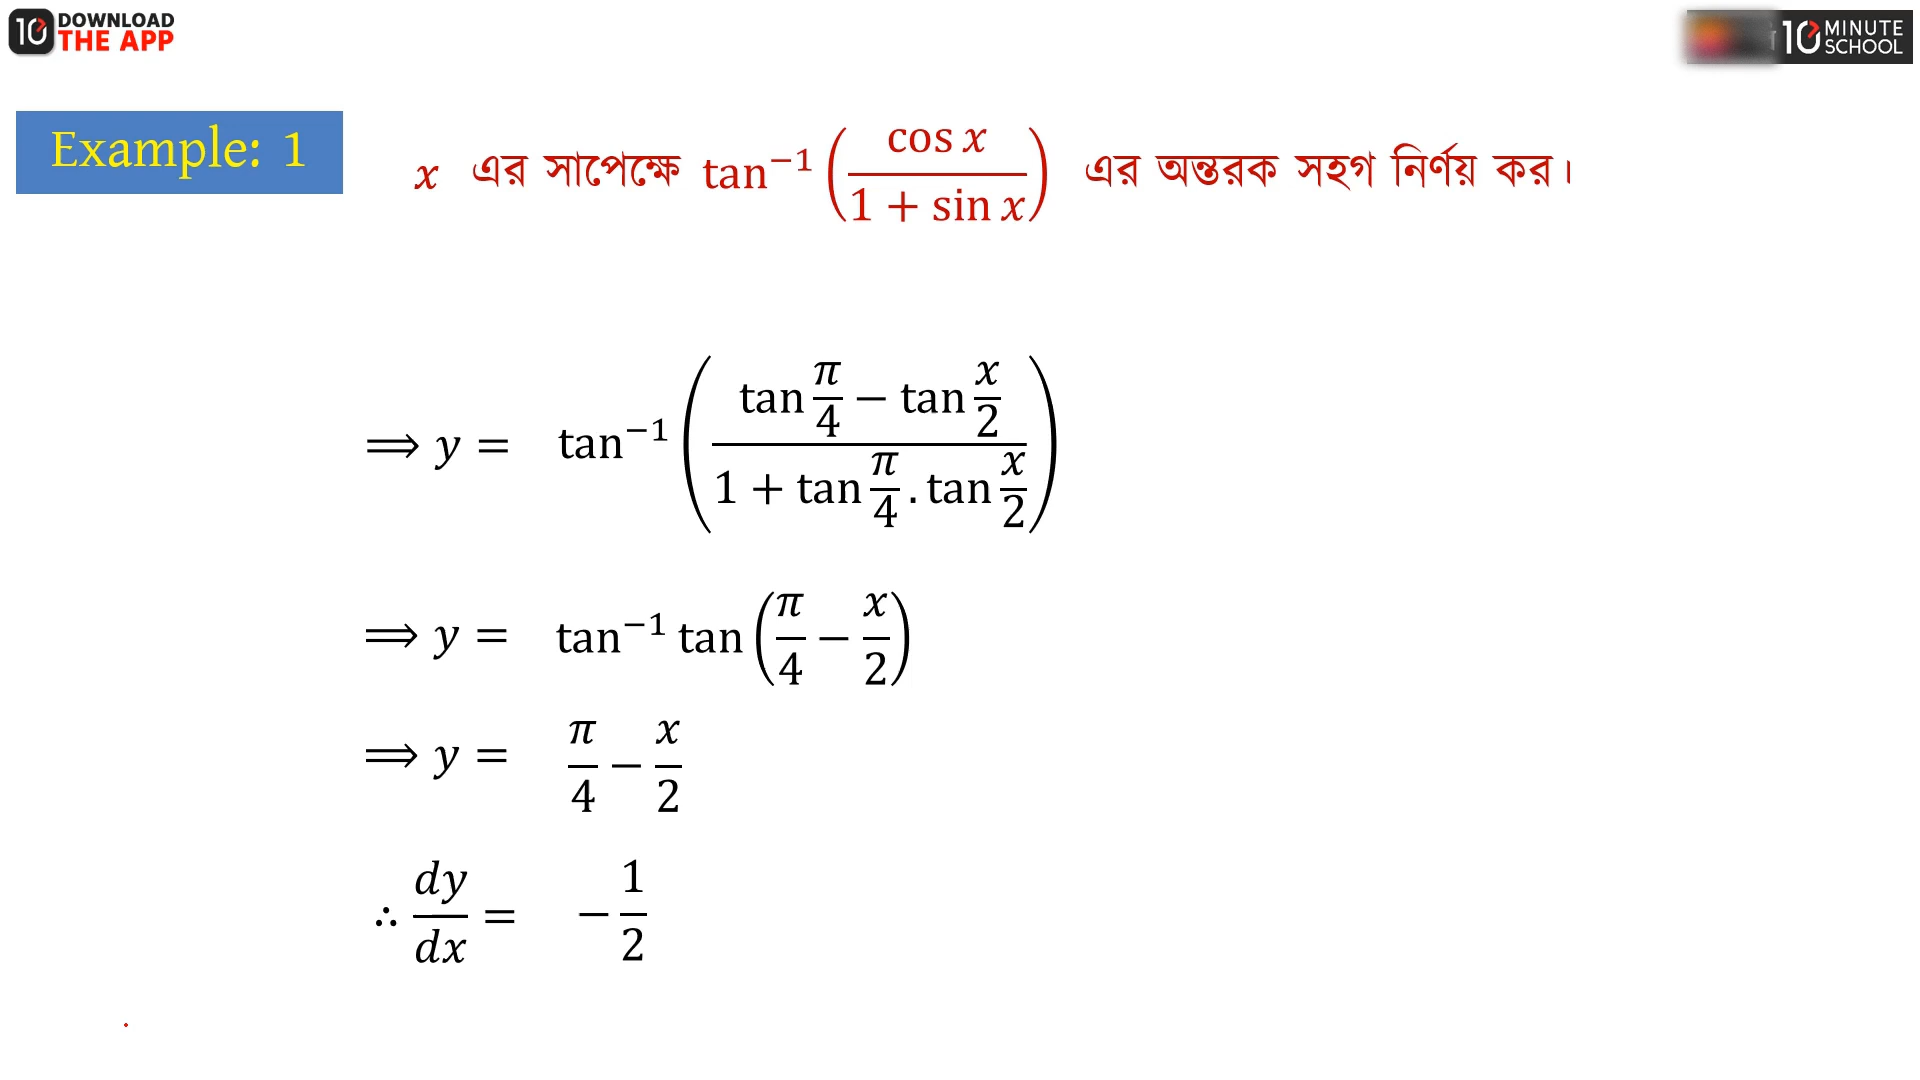 10 DOWNLOAD
THE APP
10 MINUTE
SCHOOL
Example: 1
x এর সাপেক্ষে tan⁻¹(cos x / (1 + sin x)) এর অন্তরক সহগ নির্ণয় কর।
⟹ y = tan⁻¹((tan π/4 − tan x/2) / (1 + tan π/4 . tan x/2))
⟹ y = tan⁻¹ tan (π/4 − x/2)
⟹ y = π/4 − x/2
∴ dy/dx = − 1/2